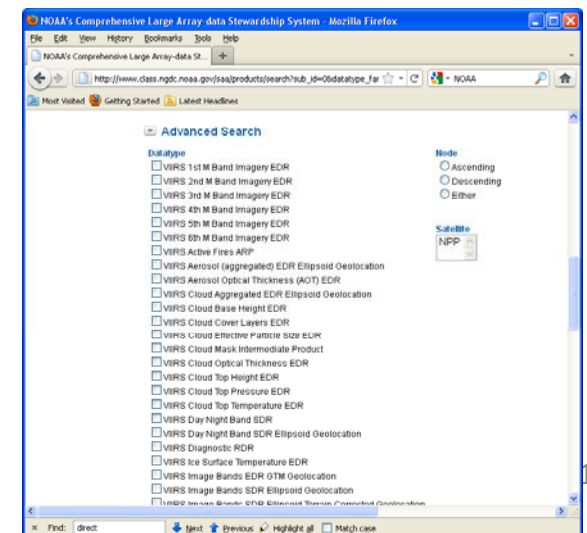 NOAA's Comprehensive Large Array-data Stewardship System - Mozilla Firefox
File Edit View History Bookmarks Tools Help
NOAA's Comprehensive Large Array-data St... +
http://www.class.ngdc.noaa.gov/saa/products/search?sub_id=0&datatype_far NOAA
Most Visited Getting Started Latest Headlines
Advanced Search
Datatype
VIIRS 1st M Band Imagery EDR
VIIRS 2nd M Band Imagery EDR
VIIRS 3rd M Band Imagery EDR
VIIRS 4th M Band Imagery EDR
VIIRS 5th M Band Imagery EDR
VIIRS 6th M Band Imagery EDR
VIIRS Active Fires ARP
VIIRS Aerosol (aggregated) EDR Ellipsoid Geolocation
VIIRS Aerosol Optical Thickness (AOT) EDR
VIIRS Cloud Aggregated EDR Ellipsoid Geolocation
VIIRS Cloud Base Height EDR
VIIRS Cloud Cover Layers EDR
VIIRS Cloud Effective Particle Size EDR
VIIRS Cloud Mask Intermediate Product
VIIRS Cloud Optical Thickness EDR
VIIRS Cloud Top Height EDR
VIIRS Cloud Top Pressure EDR
VIIRS Cloud Top Temperature EDR
VIIRS Day Night Band SDR
VIIRS Day Night Band SDR Ellipsoid Geolocation
VIIRS Diagnostic RDR
VIIRS Ice Surface Temperature EDR
VIIRS Image Bands EDR GTM Geolocation
VIIRS Image Bands SDR Ellipsoid Geolocation
VIIRS Image Bands SDR Ellipsoid Terrain Corrected Geolocation
Node
Ascending
Descending
Either
Satellite
NPP
1
× Find: direct Next Previous Highlight all Match case